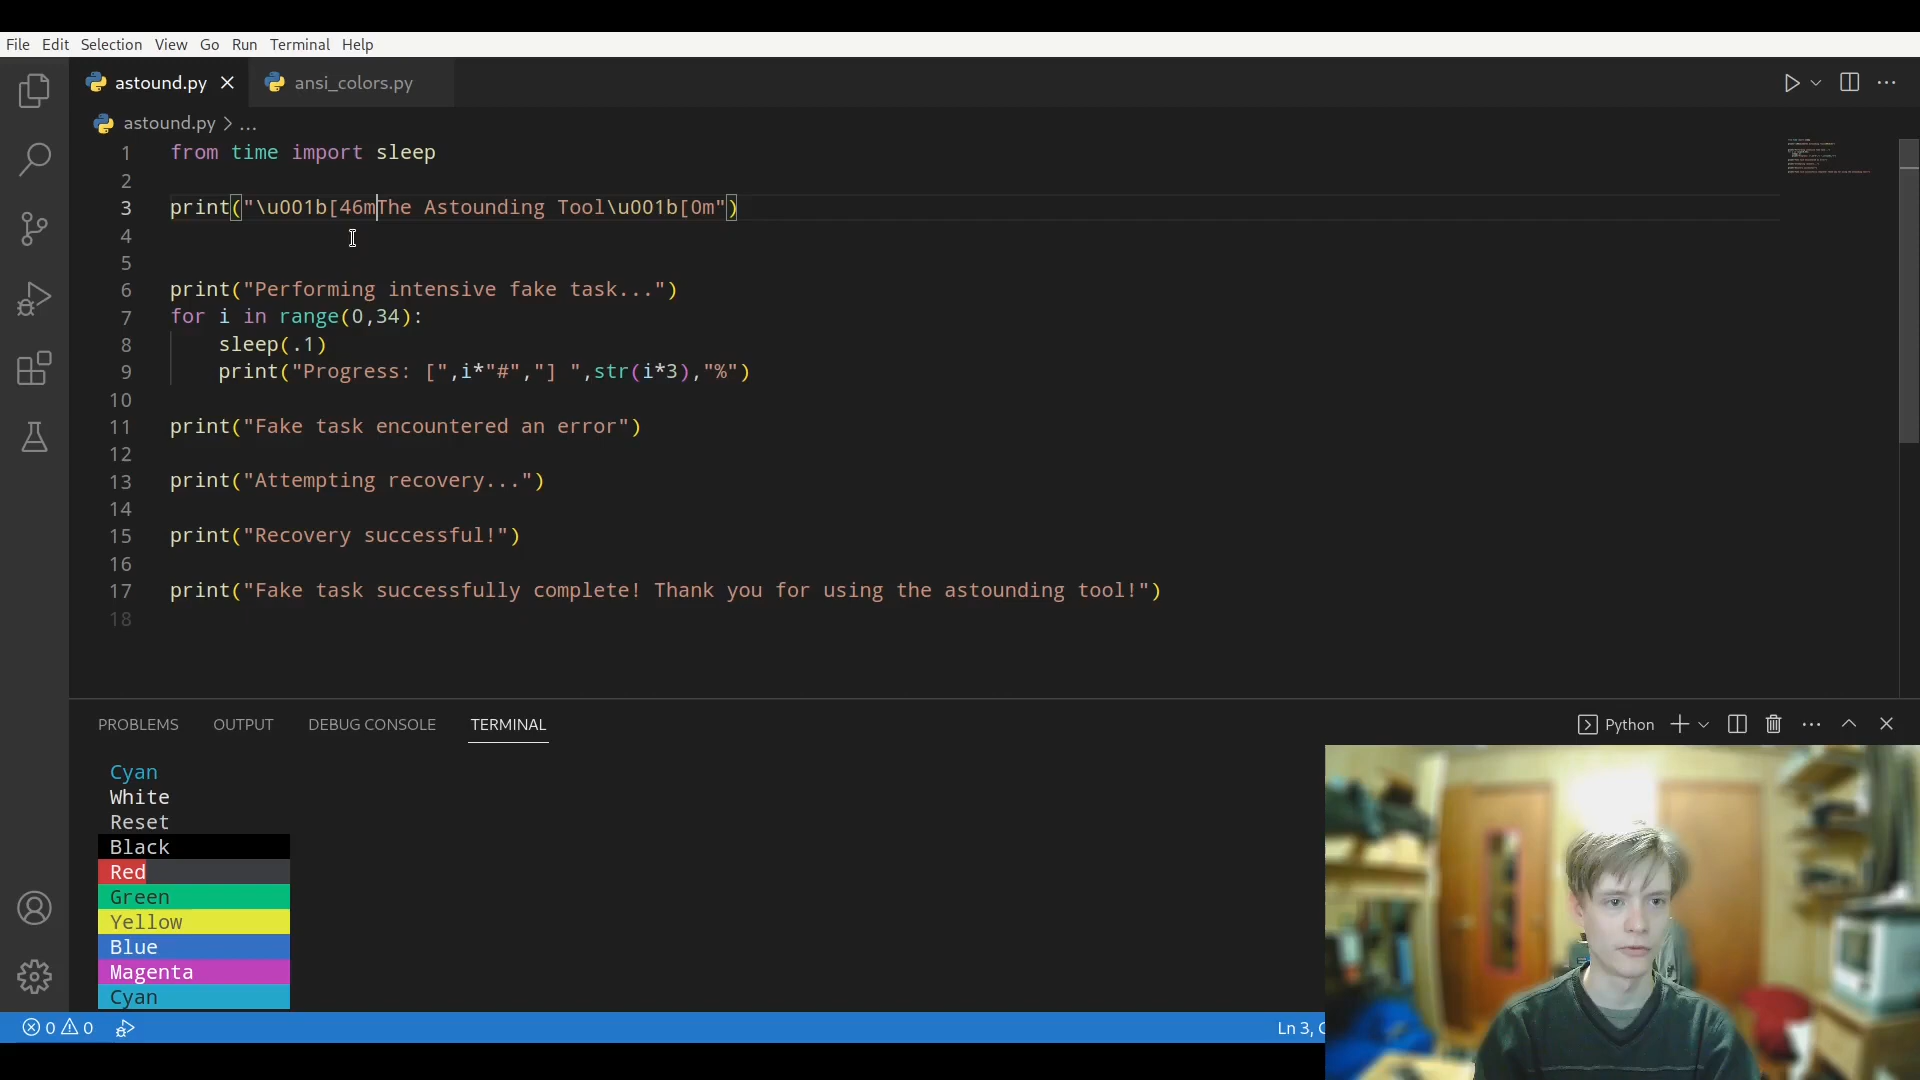 File Edit Selection View Go Run Terminal Help
astound.py ansi_colors.py
astound.py > ...
1 from time import sleep
2
3 print("\u001b[46mThe Astounding Tool\u001b[0m")
4
5
6 print("Performing intensive fake task...")
7 for i in range(0,34):
8 sleep(.1)
9 print("Progress: [",i*"#","] ",str(i*3),"%")
10
11 print("Fake task encountered an error")
12
13 print("Attempting recovery...")
14
15 print("Recovery successful!")
16
17 print("Fake task successfully complete! Thank you for using the astounding tool!")
18
PROBLEMS OUTPUT DEBUG CONSOLE TERMINAL Python
Cyan
White
Reset
Black
Red
Green
Yellow
Blue
Magenta
Cyan
0 0 Ln 3,